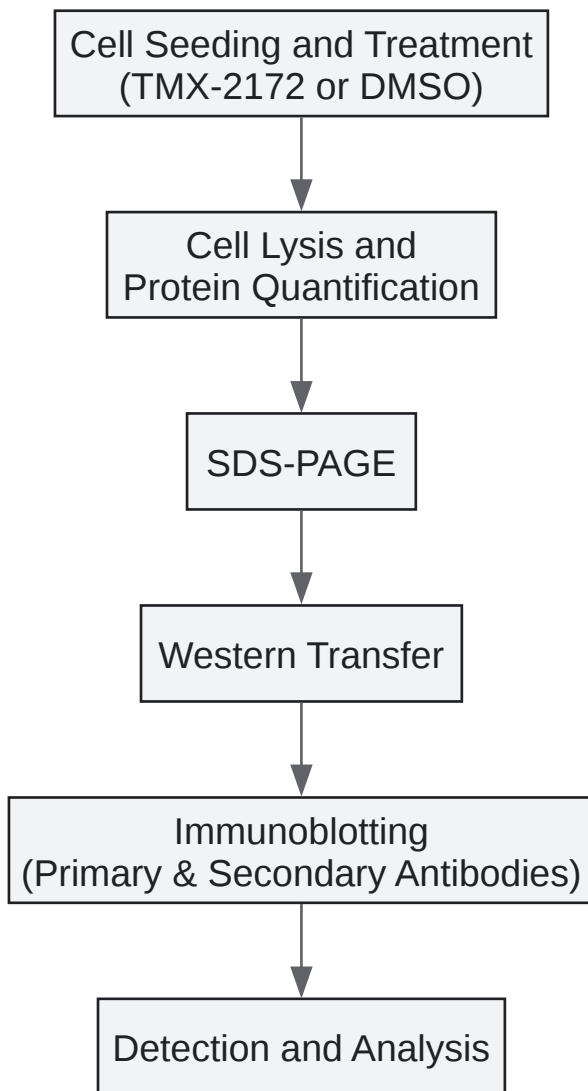 Cell Seeding and Treatment
(TMX-2172 or DMSO)
Cell Lysis and
Protein Quantification
SDS-PAGE
Western Transfer
Immunoblotting
(Primary & Secondary Antibodies)
Detection and Analysis